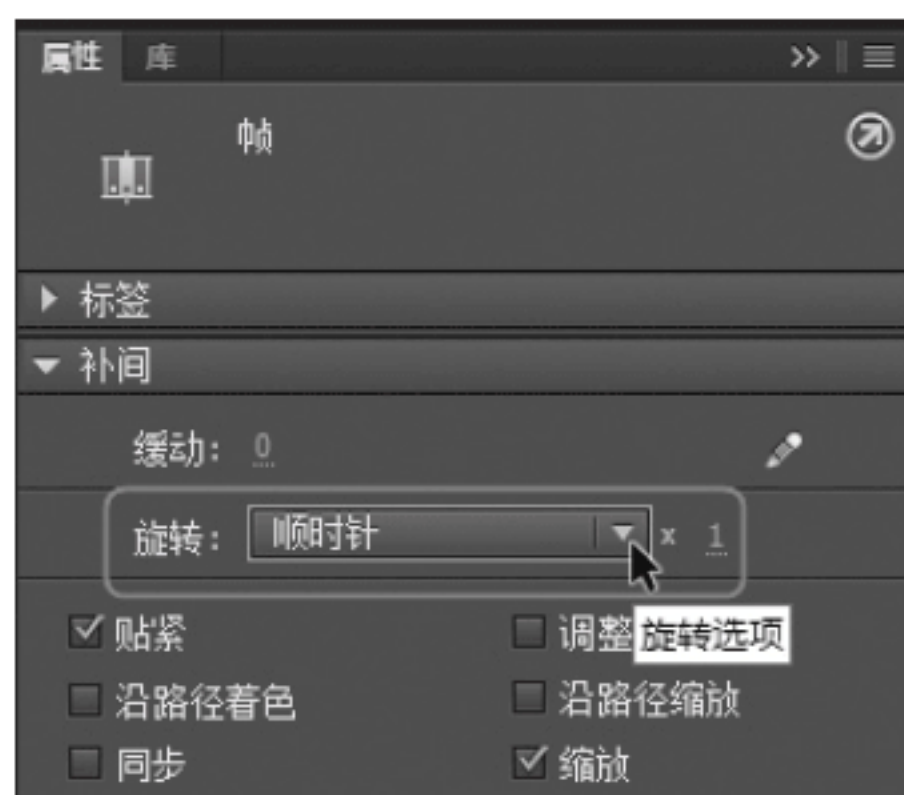 属性 库
帧
标签
补间
缓动: 0
旋转: 顺时针 x 1
贴紧 调整
旋转选项
沿路径着色 沿路径缩放
同步 缩放